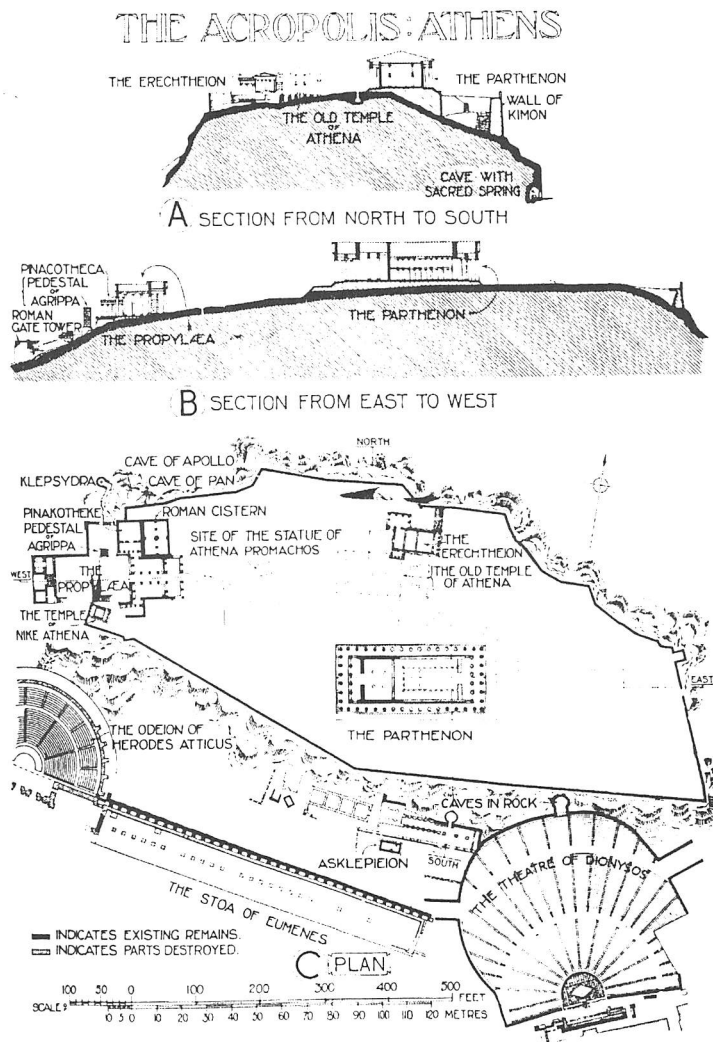 THE ACROPOLIS: ATHENS
THE ERECHTHEION
THE PARTHENON
WALL OF
KIMON
THE OLD TEMPLE
OF
ATHENA
CAVE WITH
SACRED SPRING
A SECTION FROM NORTH TO SOUTH
PINACOTHECA
PEDESTAL
OF
AGRIPPA
ROMAN
GATE TOWER
THE PROPYLÆA
THE PARTHENON
B SECTION FROM EAST TO WEST
NORTH
CAVE OF APOLLO
KLEPSYDRA
CAVE OF PAN
PINAKOTHEKE
ROMAN CISTERN
PEDESTAL
OF
AGRIPPA
SITE OF THE STATUE OF
ATHENA PROMACHOS
THE
ERECHTHEION
THE OLD TEMPLE
OF ATHENA
WEST
THE
PROPYLÆA
THE TEMPLE
OF
NIKE ATHENA
EAST
THE ODEION OF
HERODES ATTICUS
THE PARTHENON
CAVES IN ROCK
ASKLEPIEION
SOUTH
THE THEATRE OF DIONYSOS
THE STOA OF EUMENES
INDICATES EXISTING REMAINS.
INDICATES PARTS DESTROYED.
C PLAN
100 50 0 100 200 300 400 500 FEET
SCALE OF
10 5 0 10 20 30 40 50 60 70 80 90 100 110 120 METRES